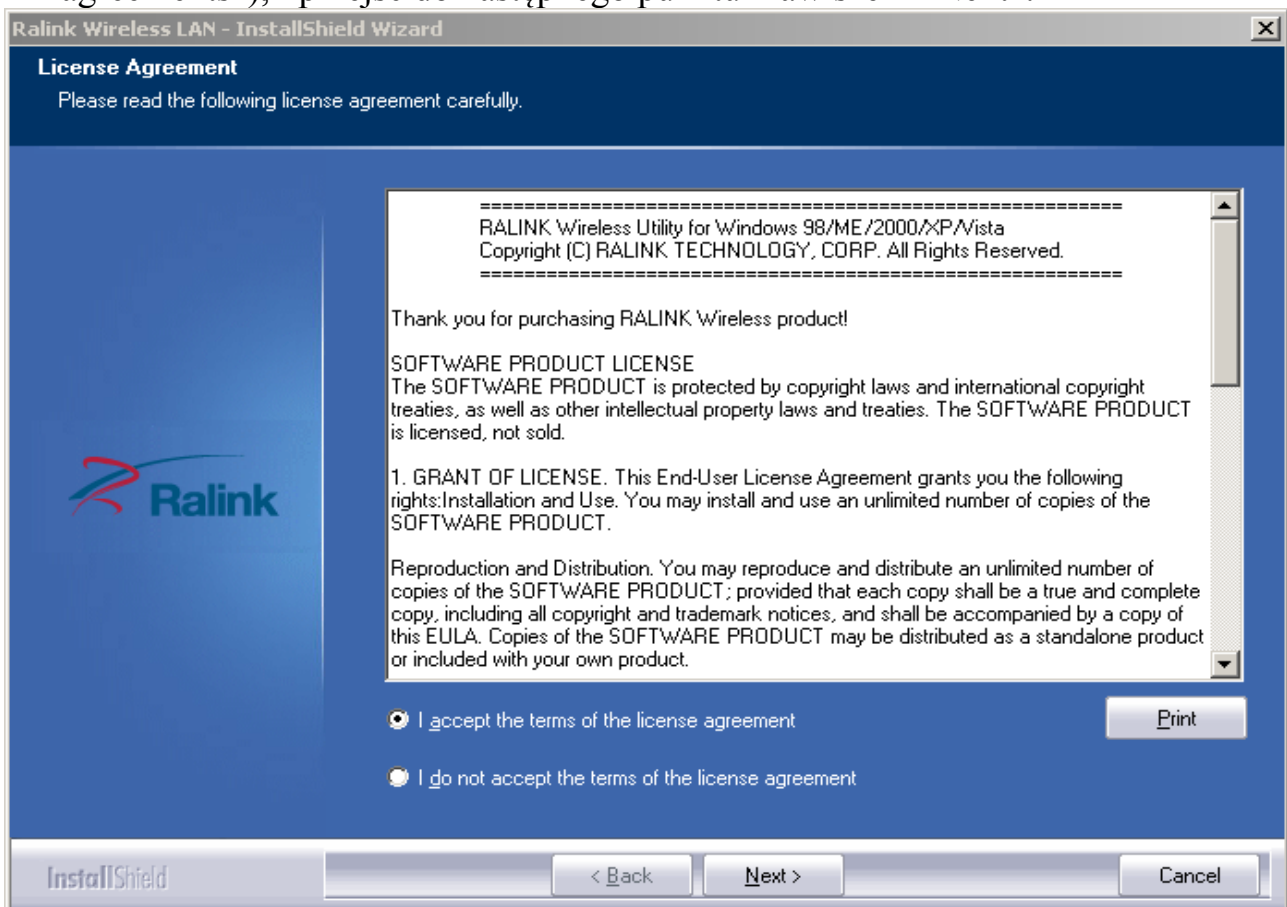 Ralink Wireless LAN - InstallShield Wizard
License Agreement
Please read the following license agreement carefully.
============================================================
RALINK Wireless Utility for Windows 98/ME/2000/XP/Vista
Copyright (C) RALINK TECHNOLOGY, CORP. All Rights Reserved.
============================================================
Thank you for purchasing RALINK Wireless product!
SOFTWARE PRODUCT LICENSE
The SOFTWARE PRODUCT is protected by copyright laws and international copyright
treaties, as well as other intellectual property laws and treaties. The SOFTWARE PRODUCT
is licensed, not sold.
1. GRANT OF LICENSE. This End-User License Agreement grants you the following
rights:Installation and Use. You may install and use an unlimited number of copies of the
SOFTWARE PRODUCT.
Reproduction and Distribution. You may reproduce and distribute an unlimited number of
copies of the SOFTWARE PRODUCT; provided that each copy shall be a true and complete
copy, including all copyright and trademark notices, and shall be accompanied by a copy of
this EULA. Copies of the SOFTWARE PRODUCT may be distributed as a standalone product
or included with your own product.
Ralink
I accept the terms of the license agreement
Print
I do not accept the terms of the license agreement
InstallShield
< Back
Next >
Cancel